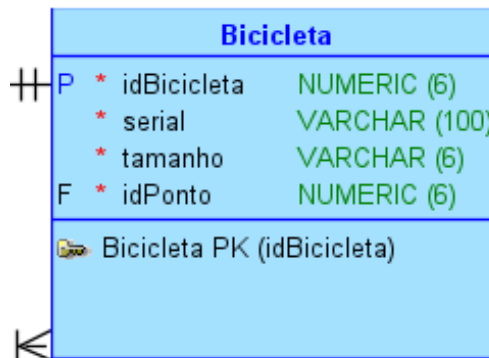 Bicicleta
P * idBicicleta NUMERIC (6)
* serial VARCHAR (100)
* tamanho VARCHAR (6)
F * idPonto NUMERIC (6)
Bicicleta PK (idBicicleta)